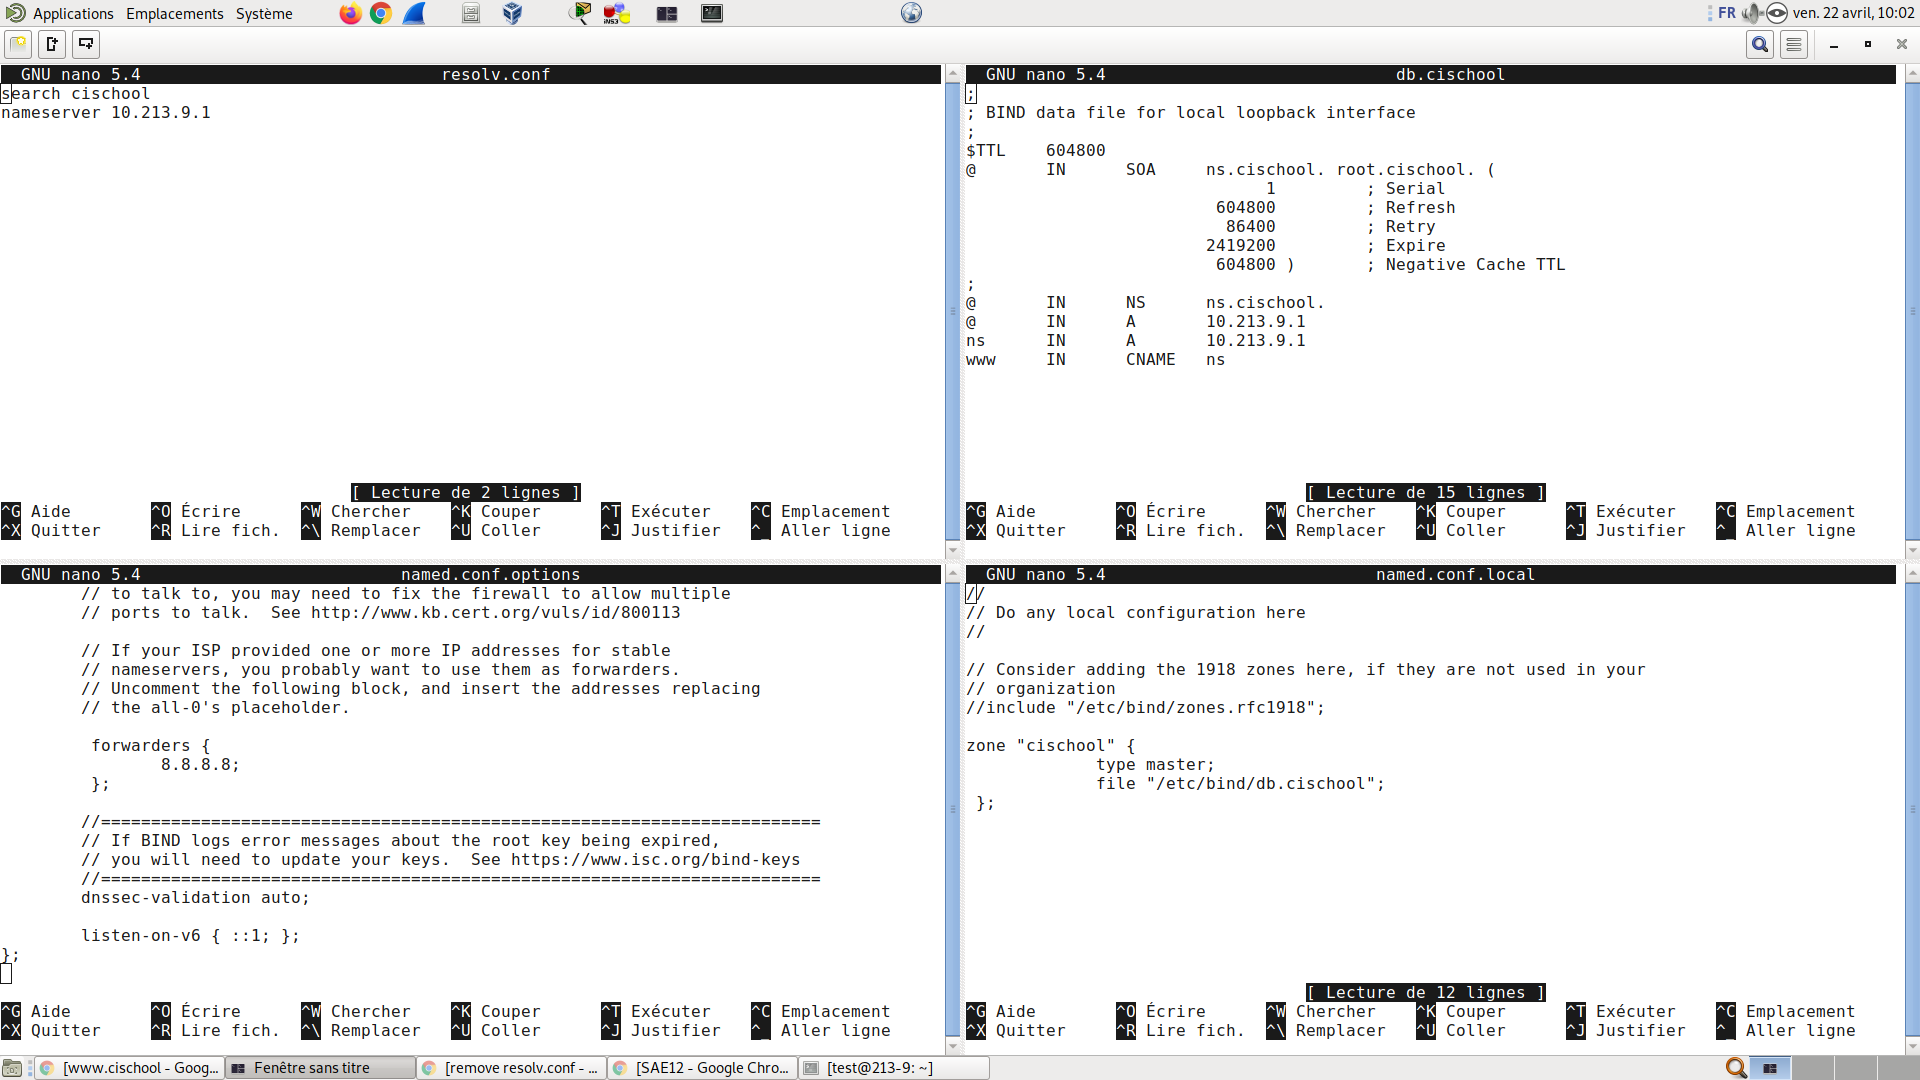 Applications Emplacements Système FR ven. 22 avril, 10:02
GNU nano 5.4 resolv.conf
search cischool
nameserver 10.213.9.1
[ Lecture de 2 lignes ]
^G Aide ^O Écrire ^W Chercher ^K Couper ^T Exécuter ^C Emplacement
^X Quitter ^R Lire fich. ^\ Remplacer ^U Coller ^J Justifier ^_ Aller ligne
GNU nano 5.4 db.cischool
;
; BIND data file for local loopback interface
;
$TTL 604800
@ IN SOA ns.cischool. root.cischool. (
1 ; Serial
604800 ; Refresh
86400 ; Retry
2419200 ; Expire
604800 ) ; Negative Cache TTL
;
@ IN NS ns.cischool.
@ IN A 10.213.9.1
ns IN A 10.213.9.1
www IN CNAME ns
[ Lecture de 15 lignes ]
^G Aide ^O Écrire ^W Chercher ^K Couper ^T Exécuter ^C Emplacement
^X Quitter ^R Lire fich. ^\ Remplacer ^U Coller ^J Justifier ^_ Aller ligne
GNU nano 5.4 named.conf.options
// to talk to, you may need to fix the firewall to allow multiple
// ports to talk.  See http://www.kb.cert.org/vuls/id/800113
// If your ISP provided one or more IP addresses for stable
// nameservers, you probably want to use them as forwarders.
// Uncomment the following block, and insert the addresses replacing
// the all-0's placeholder.
forwarders {
8.8.8.8;
};
//========================================================================
// If BIND logs error messages about the root key being expired,
// you will need to update your keys.  See https://www.isc.org/bind-keys
//========================================================================
dnssec-validation auto;
listen-on-v6 { ::1; };
};
^G Aide ^O Écrire ^W Chercher ^K Couper ^T Exécuter ^C Emplacement
^X Quitter ^R Lire fich. ^\ Remplacer ^U Coller ^J Justifier ^_ Aller ligne
GNU nano 5.4 named.conf.local
//
// Do any local configuration here
//
// Consider adding the 1918 zones here, if they are not used in your
// organization
//include "/etc/bind/zones.rfc1918";
zone "cischool" {
type master;
file "/etc/bind/db.cischool";
};
[ Lecture de 12 lignes ]
^G Aide ^O Écrire ^W Chercher ^K Couper ^T Exécuter ^C Emplacement
^X Quitter ^R Lire fich. ^\ Remplacer ^U Coller ^J Justifier ^_ Aller ligne
[www.cischool - Goog... Fenêtre sans titre [remove resolv.conf - ... [SAE12 - Google Chro... [test@213-9: ~]